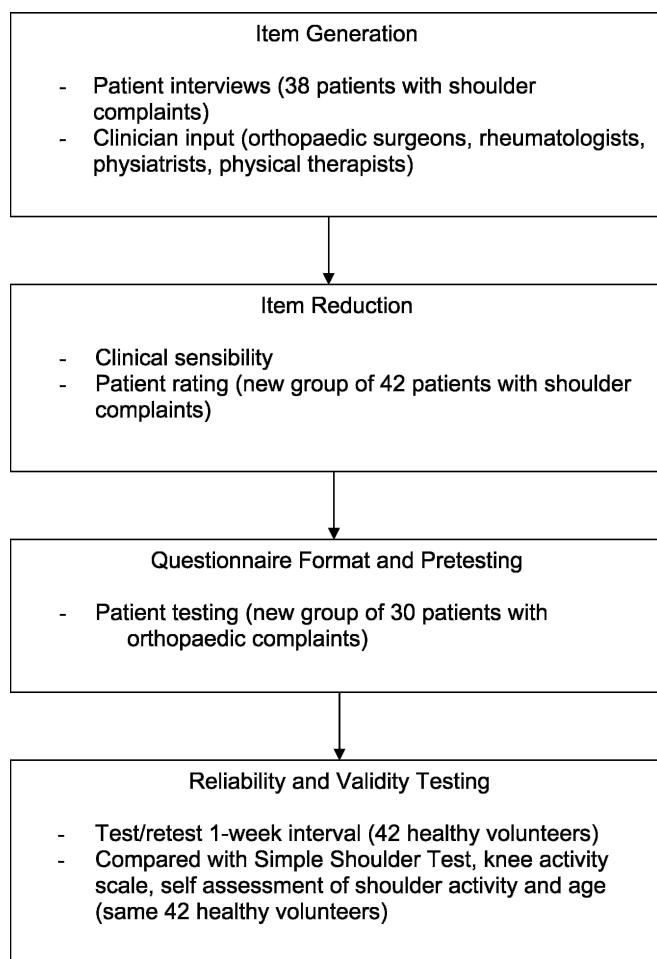 Item Generation
- Patient interviews (38 patients with shoulder
complaints)
- Clinician input (orthopaedic surgeons, rheumatologists,
physiatrists, physical therapists)
Item Reduction
- Clinical sensibility
- Patient rating (new group of 42 patients with shoulder
complaints)
Questionnaire Format and Pretesting
- Patient testing (new group of 30 patients with
orthopaedic complaints)
Reliability and Validity Testing
- Test/retest 1-week interval (42 healthy volunteers)
- Compared with Simple Shoulder Test, knee activity
scale, self assessment of shoulder activity and age
(same 42 healthy volunteers)